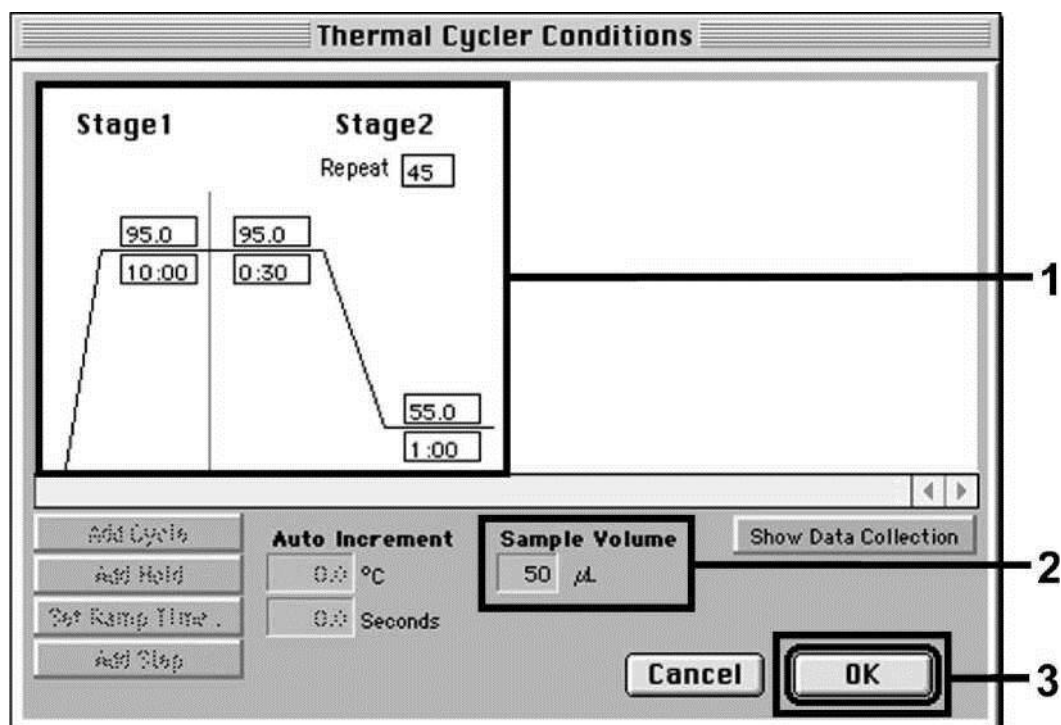 Thermal Cycler Conditions
Stage1 Stage2
Repeat 45
95.0 95.0
10:00 0:30
1
55.0
1:00
Add Cycle
Add Hold
Set Ramp Time .
Add Step
Auto Increment
0.0 °C
0.0 Seconds
Sample Volume
50 µL
Show Data Collection
2
Cancel OK
3